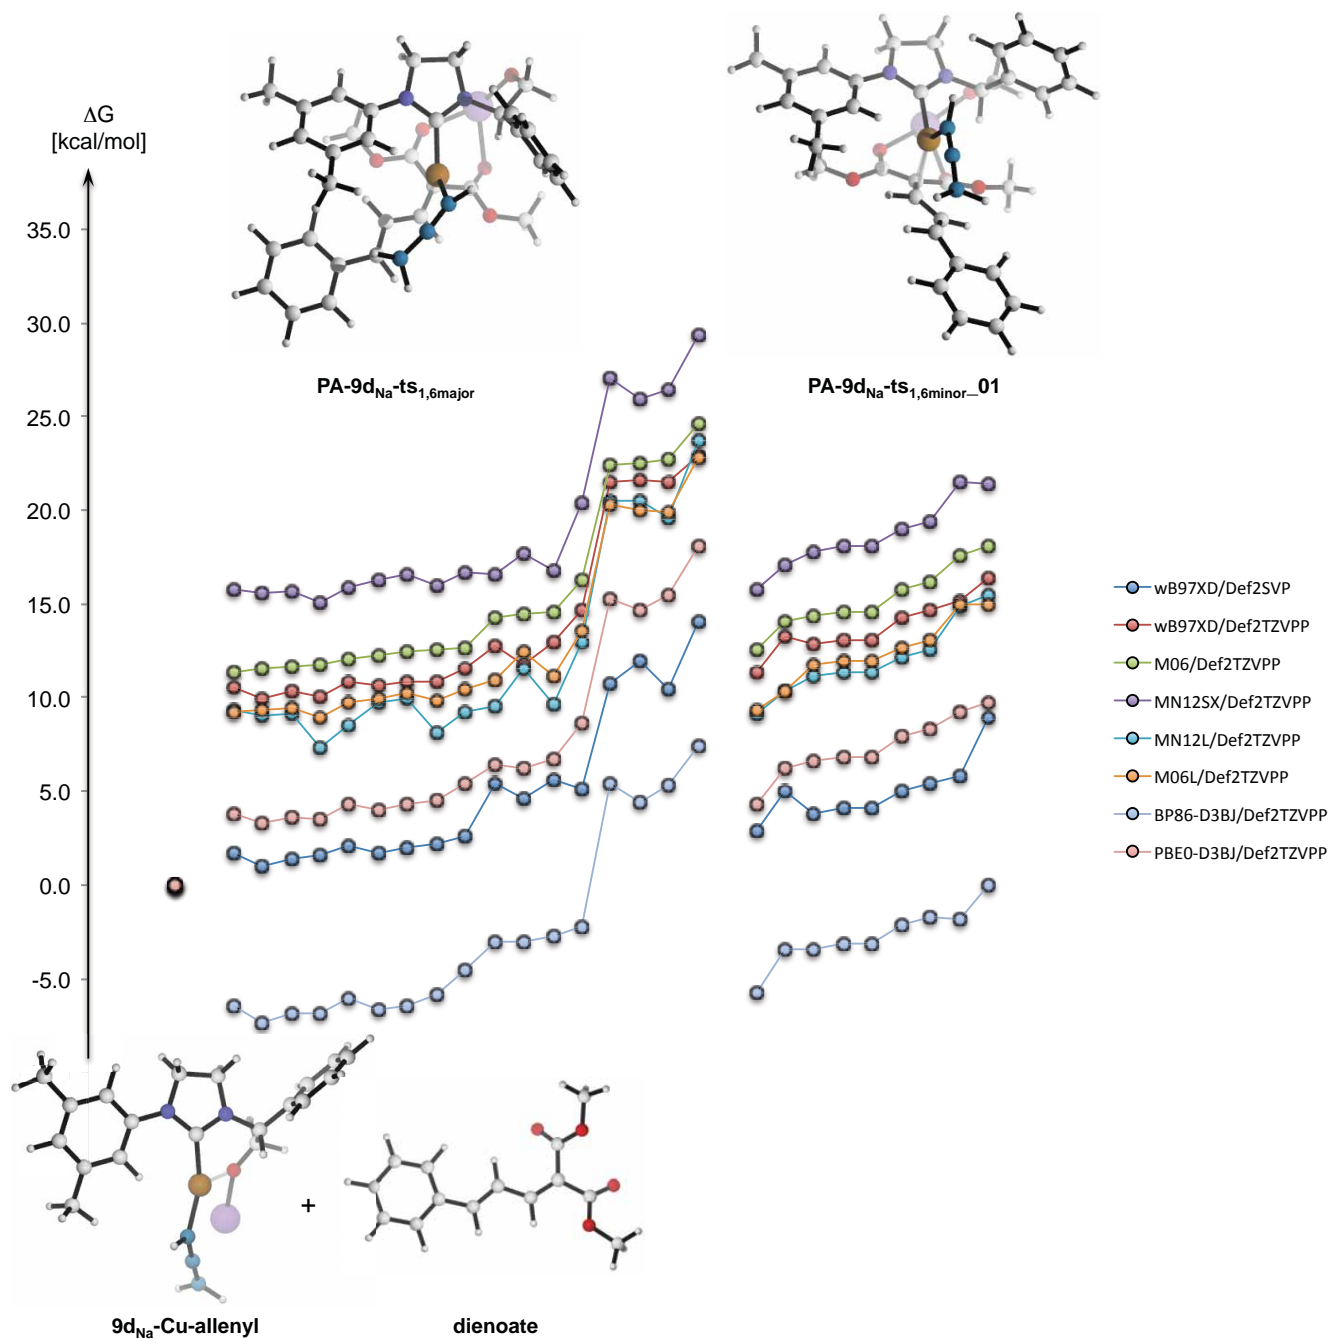 ΔG
[kcal/mol]
35.0
30.0
25.0
20.0
15.0
10.0
5.0
0.0
-5.0
PA-9dNa-ts1,6major
PA-9dNa-ts1,6minor_01
wB97XD/Def2SVP
wB97XD/Def2TZVPP
M06/Def2TZVPP
MN12SX/Def2TZVPP
MN12L/Def2TZVPP
M06L/Def2TZVPP
BP86-D3BJ/Def2TZVPP
PBE0-D3BJ/Def2TZVPP
+
9dNa-Cu-allenyl
dienoate